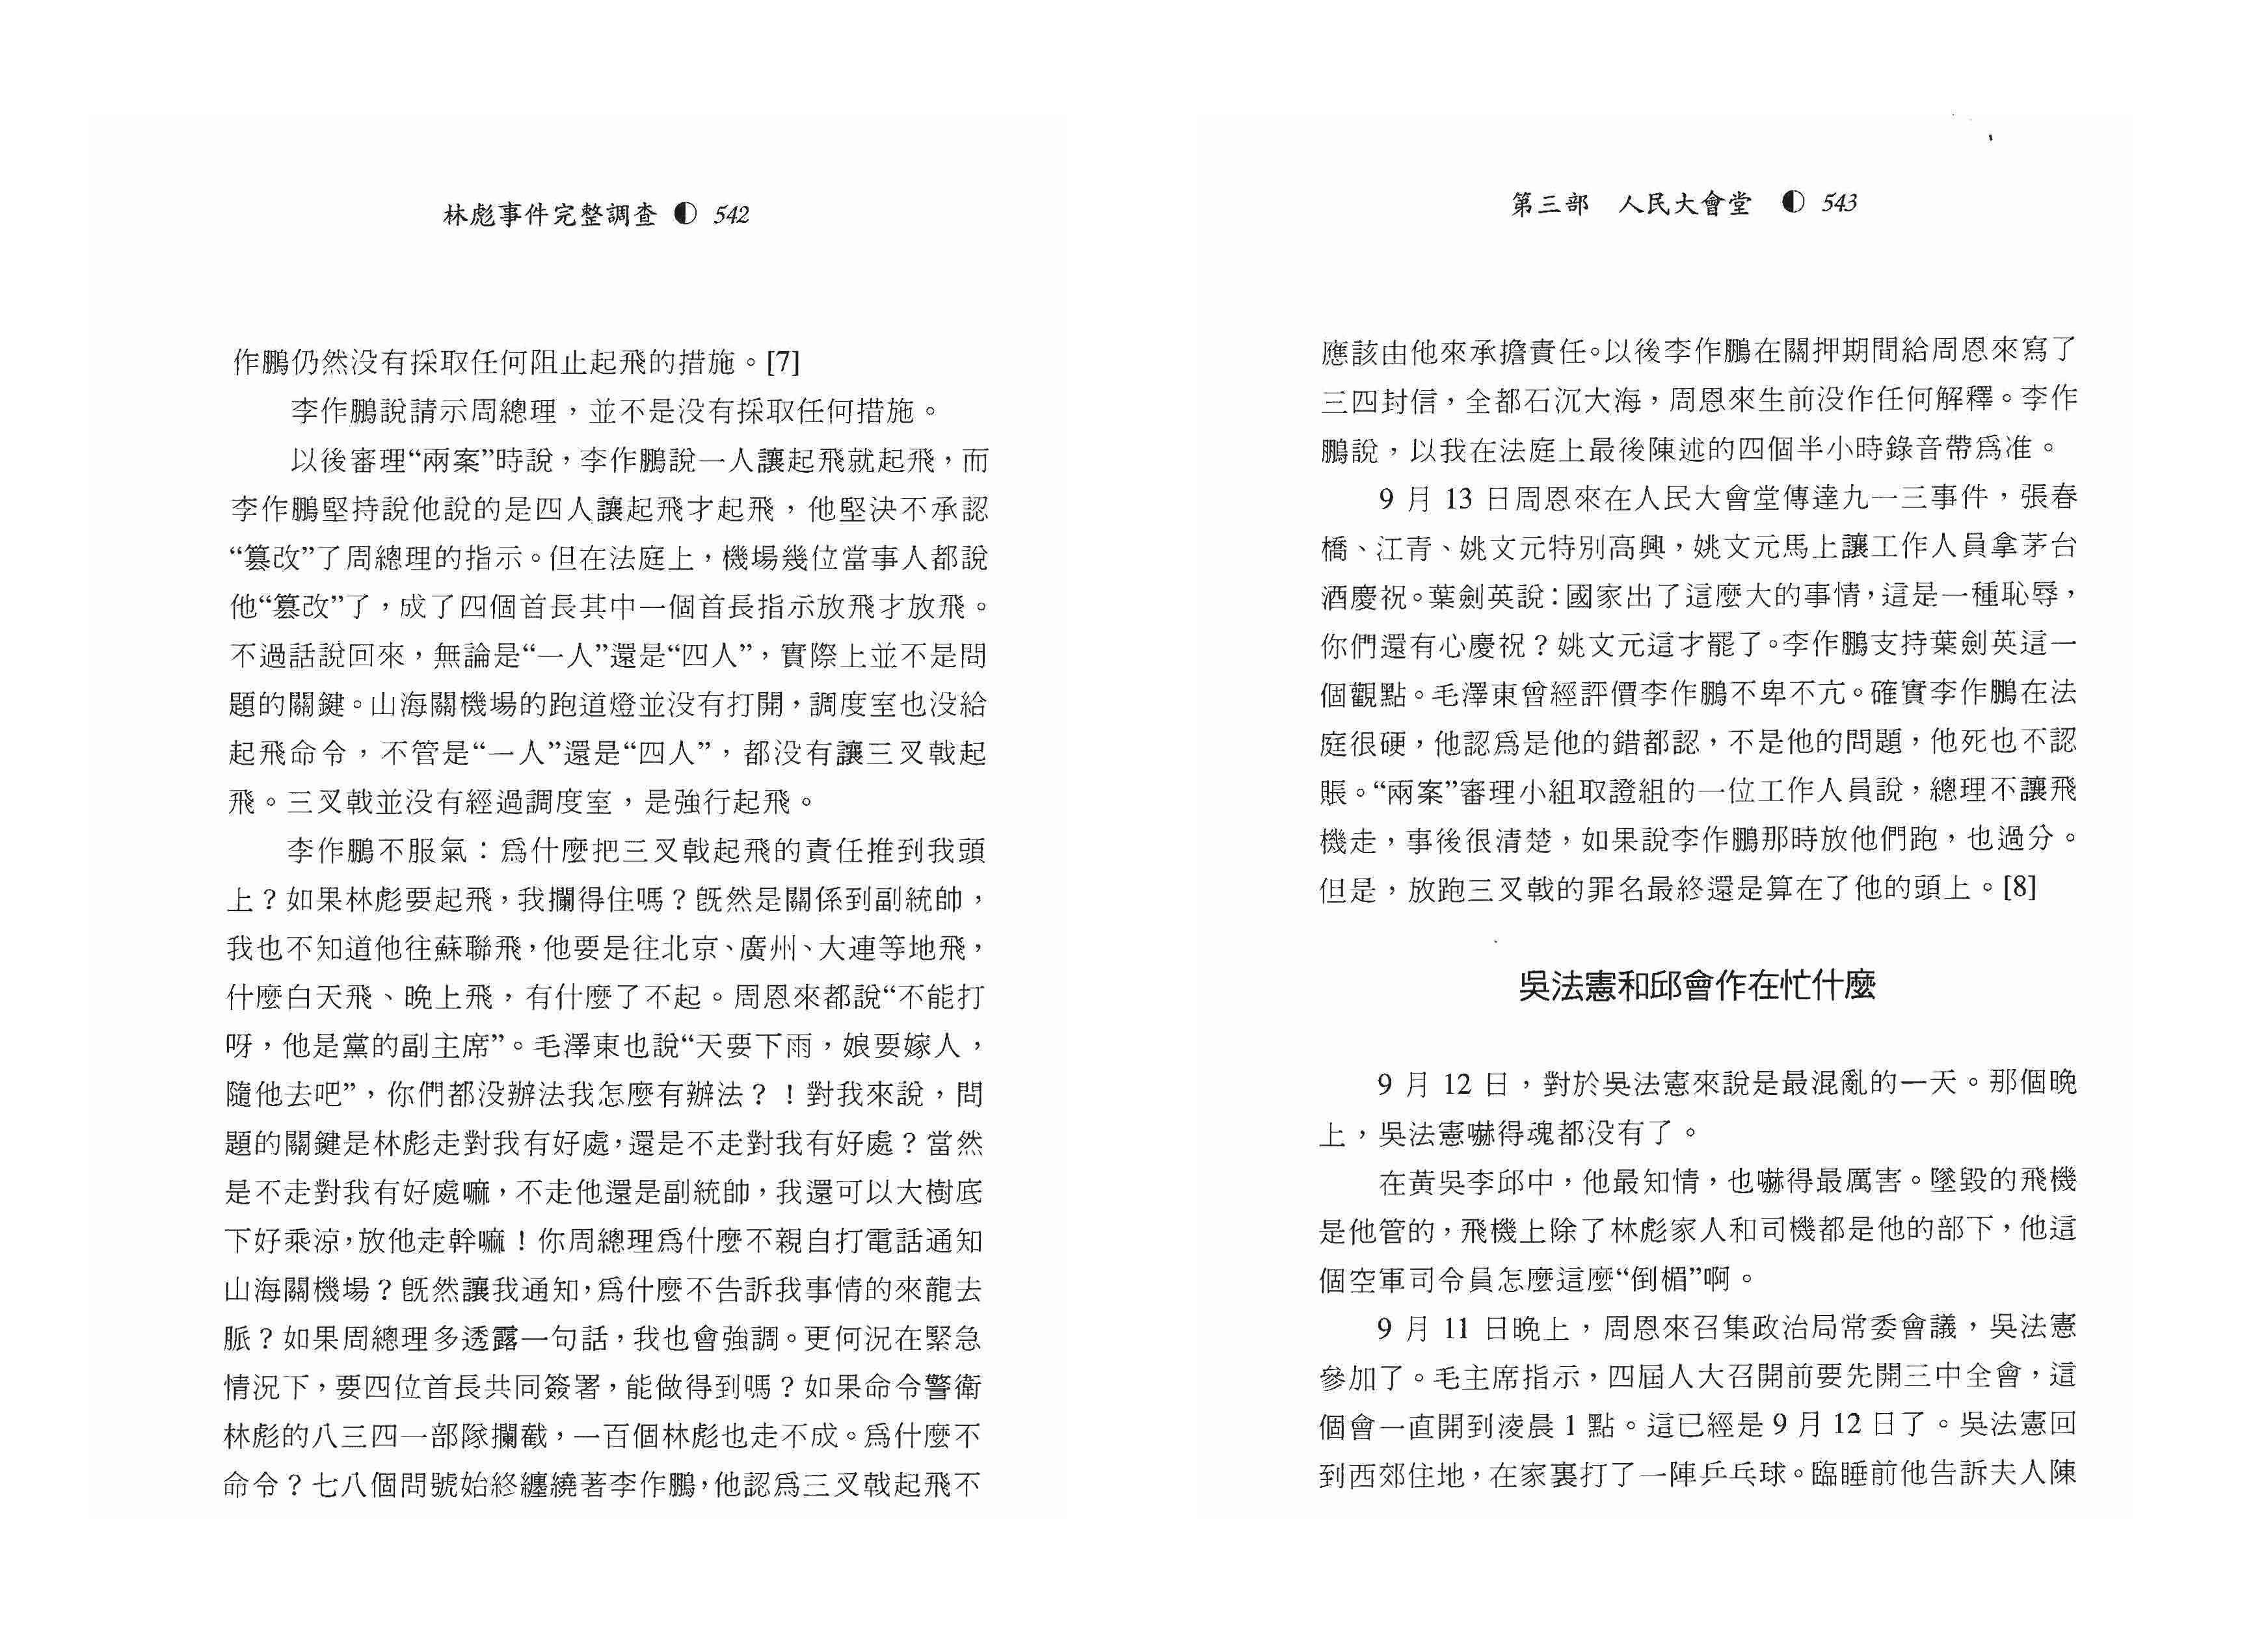 林彪事件完整調查 542
作鵬仍然没有採取任何阻止起飛的措施。[7]
李作鵬說請示周總理，並不是没有採取任何措施。
以後審理“兩案”時說，李作鵬說一人讓起飛就起飛，而
李作鵬堅持說他說的是四人讓起飛才起飛，他堅決不承認
“篡改”了周總理的指示。但在法庭上，機場幾位當事人都說
他“篡改”了，成了四個首長其中一個首長指示放飛才放飛。
不過話說回來，無論是“一人”還是“四人”，實際上並不是問
題的關鍵。山海關機場的跑道燈並没有打開，調度室也没給
起飛命令，不管是“一人”還是“四人”，都没有讓三叉戟起
飛。三叉戟並没有經過調度室，是強行起飛。
李作鵬不服氣：爲什麼把三叉戟起飛的責任推到我頭
上？如果林彪要起飛，我攔得住嗎？既然是關係到副統帥，
我也不知道他往蘇聯飛，他要是往北京、廣州、大連等地飛，
什麼白天飛、晚上飛，有什麼了不起。周恩來都說“不能打
呀，他是黨的副主席”。毛澤東也說“天要下雨，娘要嫁人，
隨他去吧”，你們都没辦法我怎麼有辦法？！對我來說，問
題的關鍵是林彪走對我有好處，還是不走對我有好處？當然
是不走對我有好處嘛，不走他還是副統帥，我還可以大樹底
下好乘涼，放他走幹嘛！你周總理爲什麼不親自打電話通知
山海關機場？既然讓我通知，爲什麼不告訴我事情的來龍去
脈？如果周總理多透露一句話，我也會強調。更何況在緊急
情況下，要四位首長共同簽署，能做得到嗎？如果命令警衛
林彪的八三四一部隊攔截，一百個林彪也走不成。爲什麼不
命令？七八個問號始終纏繞著李作鵬，他認爲三叉戟起飛不
第三部 人民大會堂 543
應該由他來承擔責任。以後李作鵬在關押期間給周恩來寫了
三四封信，全都石沉大海，周恩來生前没作任何解釋。李作
鵬說，以我在法庭上最後陳述的四個半小時錄音帶爲准。
9 月 13 日周恩來在人民大會堂傳達九一三事件，張春
橋、江青、姚文元特别高興，姚文元馬上讓工作人員拿茅台
酒慶祝。葉劍英說：國家出了這麼大的事情，這是一種恥辱，
你們還有心慶祝？姚文元這才罷了。李作鵬支持葉劍英這一
個觀點。毛澤東曾經評價李作鵬不卑不亢。確實李作鵬在法
庭很硬，他認爲是他的錯都認，不是他的問題，他死也不認
賬。“兩案”審理小組取證組的一位工作人員說，總理不讓飛
機走，事後很清楚，如果說李作鵬那時放他們跑，也過分。
但是，放跑三叉戟的罪名最終還是算在了他的頭上。[8]
吳法憲和邱會作在忙什麼
9 月 12 日，對於吳法憲來說是最混亂的一天。那個晚
上，吳法憲嚇得魂都没有了。
在黃吳李邱中，他最知情，也嚇得最厲害。墜毀的飛機
是他管的，飛機上除了林彪家人和司機都是他的部下，他這
個空軍司令員怎麼這麼“倒楣”啊。
9 月 11 日晚上，周恩來召集政治局常委會議，吳法憲
參加了。毛主席指示，四屆人大召開前要先開三中全會，這
個會一直開到淩晨 1 點。這已經是 9 月 12 日了。吳法憲回
到西郊住地，在家裏打了一陣乒乓球。臨睡前他告訴夫人陳